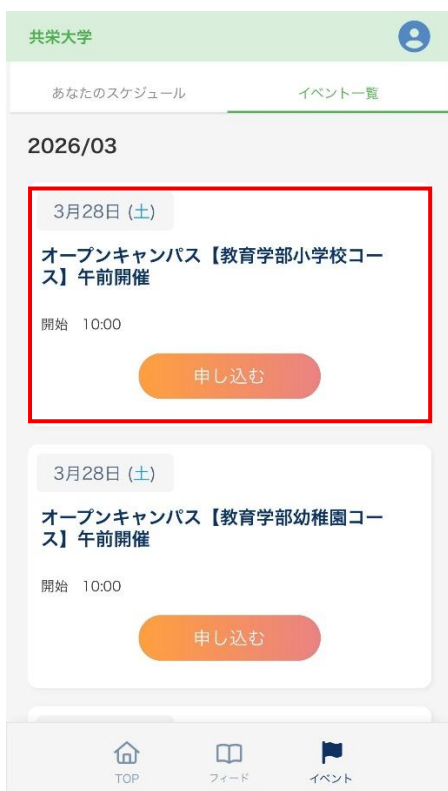 共栄大学
あなたのスケジュール
イベント一覧
2026/03
3月28日 (土)
オープンキャンパス【教育学部小学校コー
ス】午前開催
開始 10:00
申し込む
3月28日 (土)
オープンキャンパス【教育学部幼稚園コー
ス】午前開催
開始 10:00
申し込む
TOP
フィード
イベント